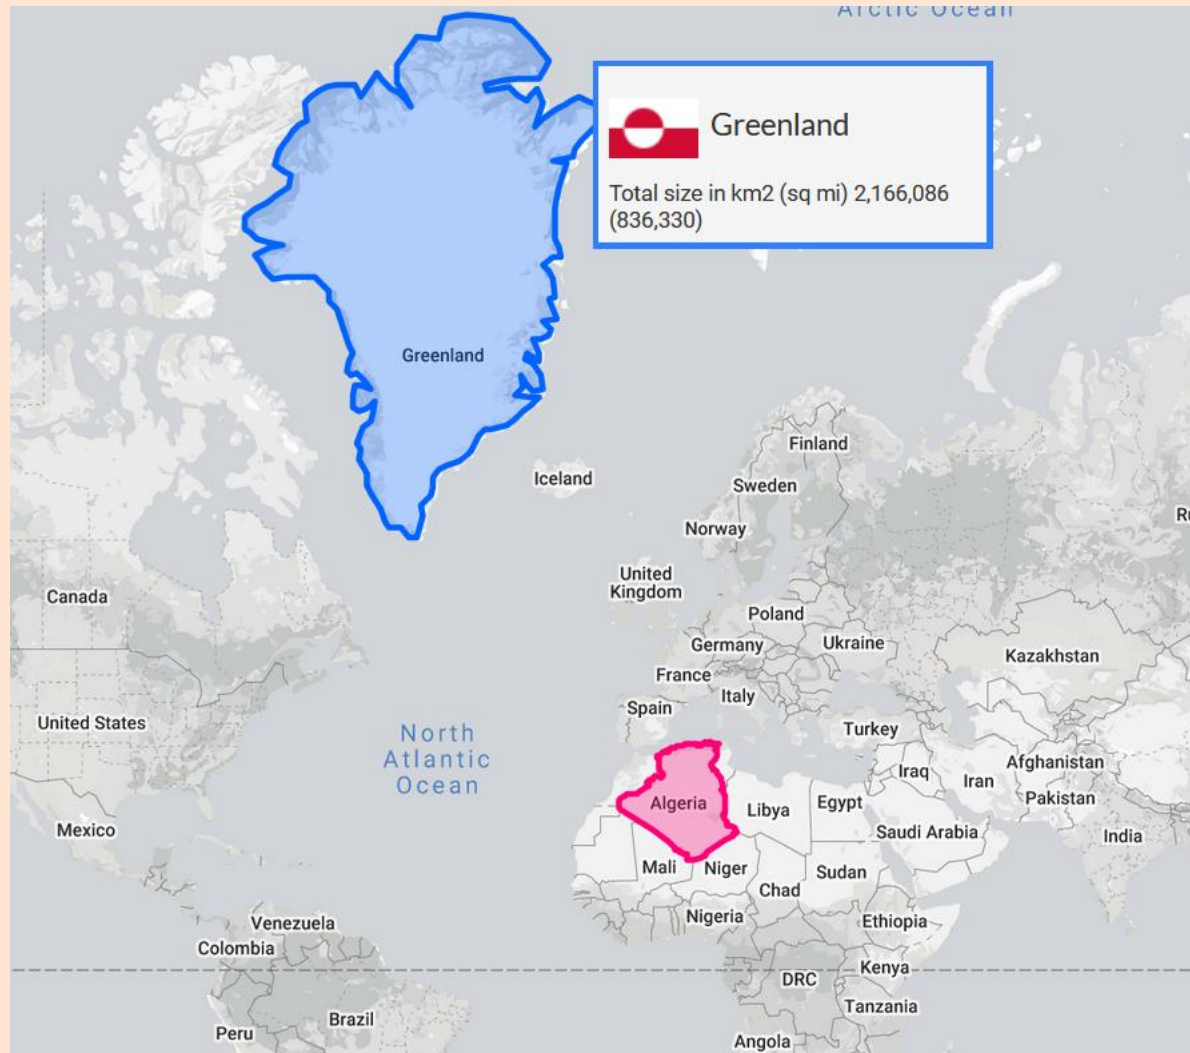 Arctic Ocean
Greenland
Total size in km2 (sq mi) 2,166,086
(836,330)
Greenland
Finland
Iceland
Sweden
Norway
Ru
United
Kingdom
Canada
Poland
Germany
Ukraine
Kazakhstan
France
Italy
Spain
United States
North
Atlantic
Ocean
Turkey
Iraq
Iran
Afghanistan
Pakistan
Algeria
Libya
Egypt
Saudi Arabia
Mexico
India
Mali
Niger
Chad
Sudan
Nigeria
Ethiopia
Venezuela
Colombia
DRC
Kenya
Tanzania
Peru
Brazil
Angola